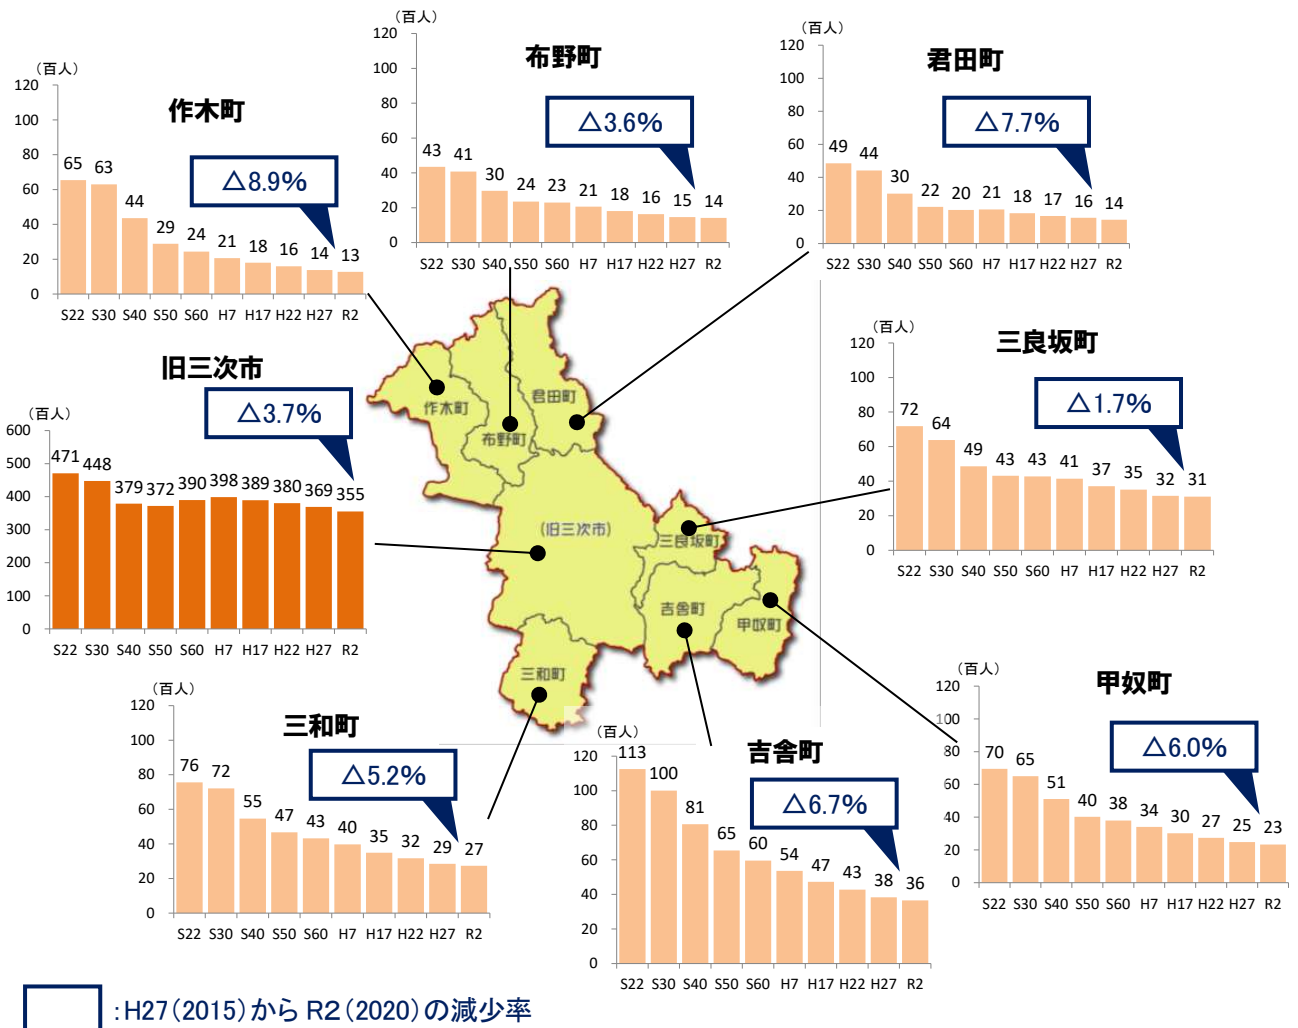 (百人)
作木町
△8.9%
120
100
80
60
40
20
0
65 63 44 29 24 21 18 16 14 13
S22 S30 S40 S50 S60 H7 H17 H22 H27 R2
(百人)
布野町
△3.6%
120
100
80
60
40
20
0
43 41 30 24 23 21 18 16 15 14
S22 S30 S40 S50 S60 H7 H17 H22 H27 R2
(百人)
君田町
△7.7%
120
100
80
60
40
20
0
49 44 30 22 20 21 18 17 16 14
S22 S30 S40 S50 S60 H7 H17 H22 H27 R2
旧三次市
△3.7%
(百人)
600
500
400
300
200
100
0
471 448 379 372 390 398 389 380 369 355
S22 S30 S40 S50 S60 H7 H17 H22 H27 R2
作木町
布野町
君田町
(旧三次市)
三良坂町
吉舎町
甲奴町
三和町
(百人)
三良坂町
△1.7%
120
100
80
60
40
20
0
72 64 49 43 43 41 37 35 32 31
S22 S30 S40 S50 S60 H7 H17 H22 H27 R2
(百人)
三和町
△5.2%
120
100
80
60
40
20
0
76 72 55 47 43 40 35 32 29 27
S22 S30 S40 S50 S60 H7 H17 H22 H27 R2
(百人)
吉舎町
△6.7%
120
100
80
60
40
20
0
113 100 81 65 60 54 47 43 38 36
S22 S30 S40 S50 S60 H7 H17 H22 H27 R2
(百人)
甲奴町
△6.0%
120
100
80
60
40
20
0
70 65 51 40 38 34 30 27 25 23
S22 S30 S40 S50 S60 H7 H17 H22 H27 R2
:H27(2015)から R2(2020)の減少率